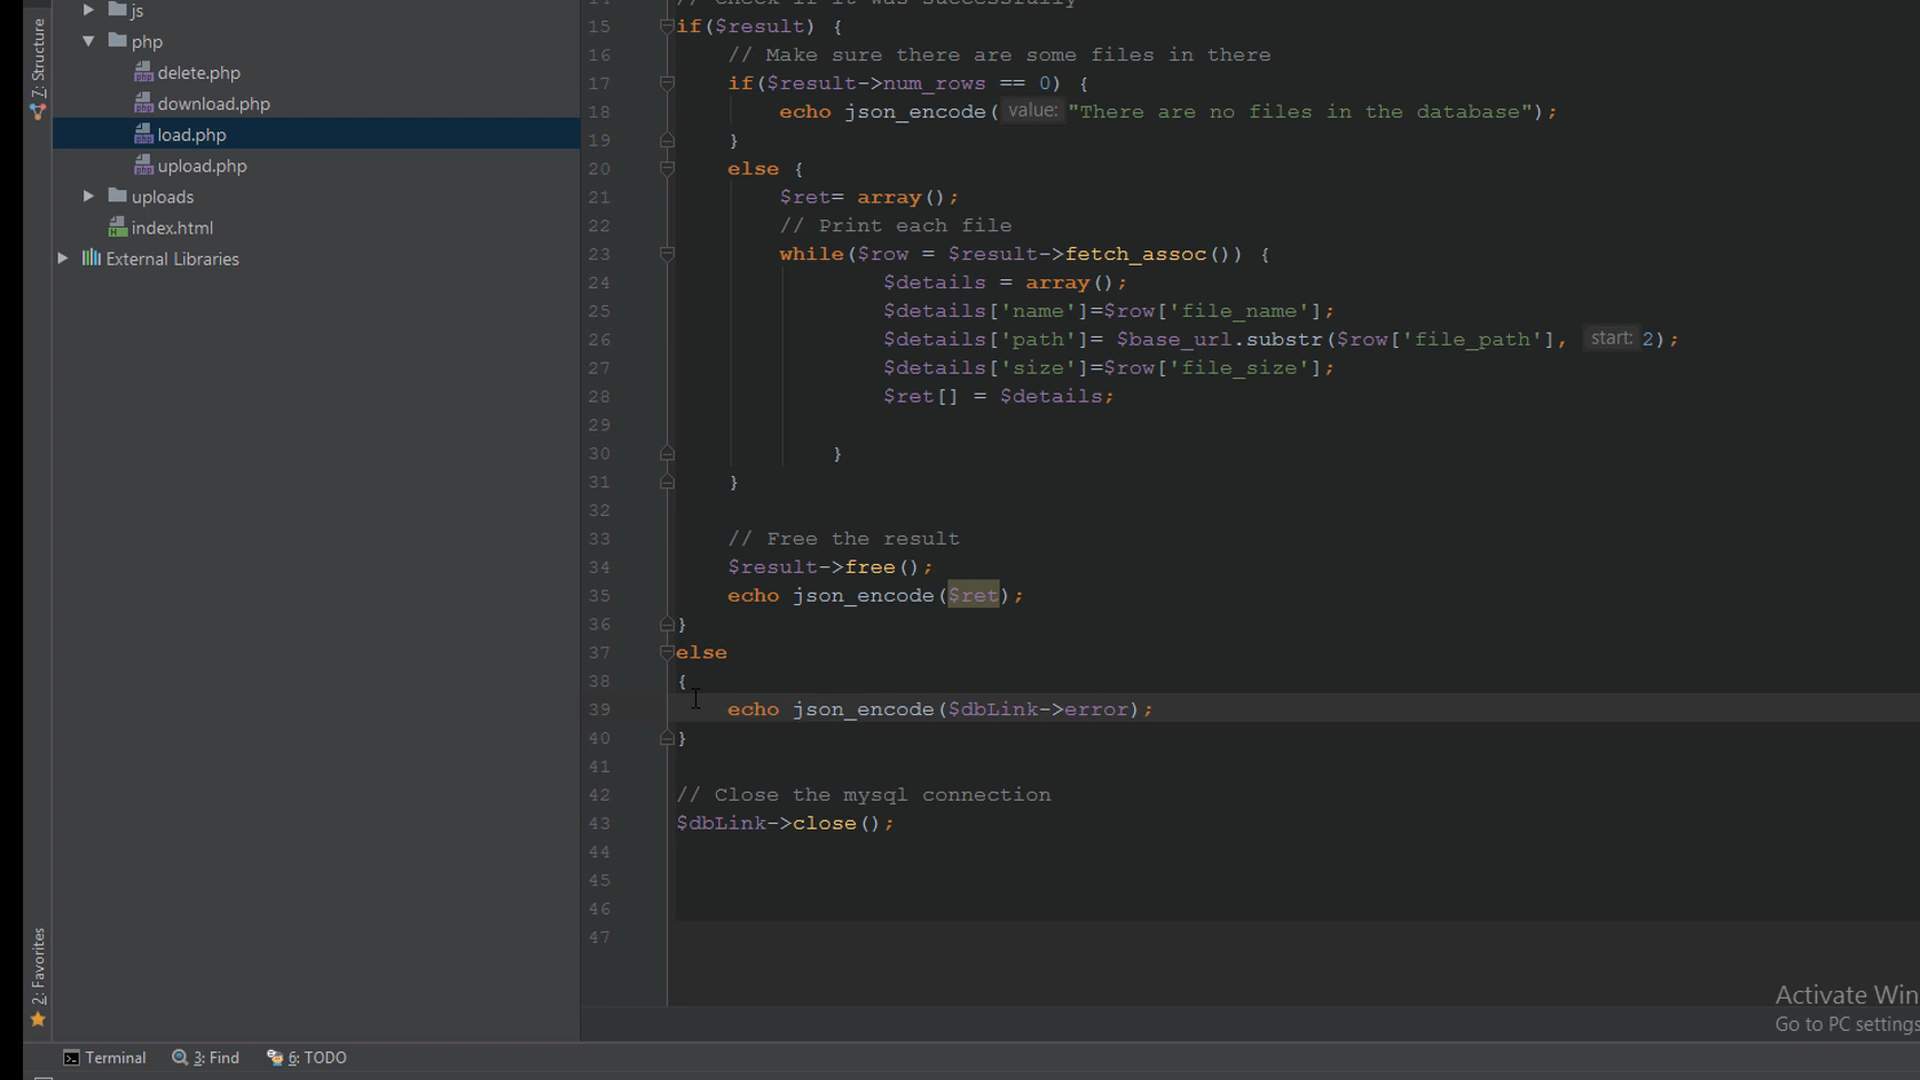 7: Structure
js
php
delete.php
download.php
load.php
upload.php
uploads
index.html
External Libraries
15 if($result) {
16 // Make sure there are some files in there
17 if($result->num_rows == 0) {
18 echo json_encode( value: "There are no files in the database");
19 }
20 else {
21 $ret= array();
22 // Print each file
23 while($row = $result->fetch_assoc()) {
24 $details = array();
25 $details['name']=$row['file_name'];
26 $details['path']= $base_url.substr($row['file_path'], start: 2);
27 $details['size']=$row['file_size'];
28 $ret[] = $details;
29
30 }
31 }
32
33 // Free the result
34 $result->free();
35 echo json_encode($ret);
36 }
37 else
38 {
39 echo json_encode($dbLink->error);
40 }
41
42 // Close the mysql connection
43 $dbLink->close();
44
45
46
47
2: Favorites
Activate Win
Go to PC settings
Terminal 3: Find 6: TODO